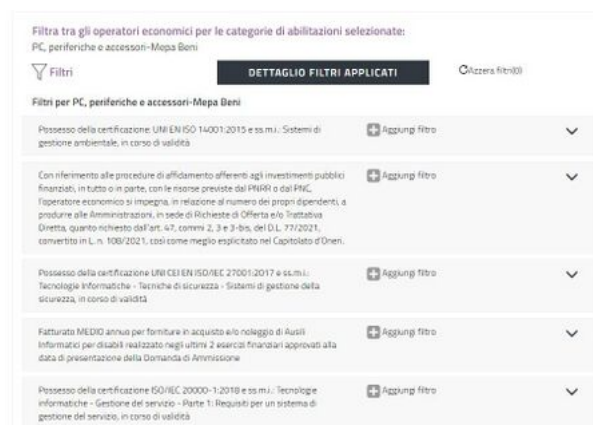 Filtra tra gli operatori economici per le categorie di abilitazioni selezionate:
PC, periferiche e accessori-Mepa Beni
Filtri
DETTAGLIO FILTRI APPLICATI
Azzera filtri(0)
Filtri per PC, periferiche e accessori-Mepa Beni
Possesso della certificazione: UNI EN ISO 14001:2015 e ss.m.i.: Sistemi di
gestione ambientale, in corso di validità
Aggiungi filtro
Con riferimento alle procedure di affidamento afferenti agli investimenti pubblici
finanziati, in tutto o in parte, con le risorse previste dal PNRR o dal PNC,
l'operatore economico si impegna, in relazione al numero dei propri dipendenti, a
produrre alle Amministrazioni, in sede di Richieste di Offerta e/o Trattativa
Diretta, quanto richiesto dall'art. 47, commi 2, 3 e 3-bis, del D.L. 77/2021,
convertito in L. n. 108/2021, così come meglio esplicitato nel Capitolato d'Oneri.
Aggiungi filtro
Possesso della certificazione UNI CEI EN ISO/IEC 27001:2017 e ss.m.i.:
Tecnologie Informatiche - Tecniche di sicurezza - Sistemi di gestione della
sicurezza, in corso di validità
Aggiungi filtro
Fatturato MEDIO annuo per forniture in acquisto e/o noleggio di Ausili
Informatici per disabili realizzato negli ultimi 2 esercizi finanziari approvati alla
data di presentazione della Domanda di Ammissione
Aggiungi filtro
Possesso della certificazione ISO/IEC 20000-1:2018 e ss.m.i.: Tecnologie
informatiche - Gestione del servizio - Parte 1: Requisiti per un sistema di
gestione del servizio, in corso di validità
Aggiungi filtro